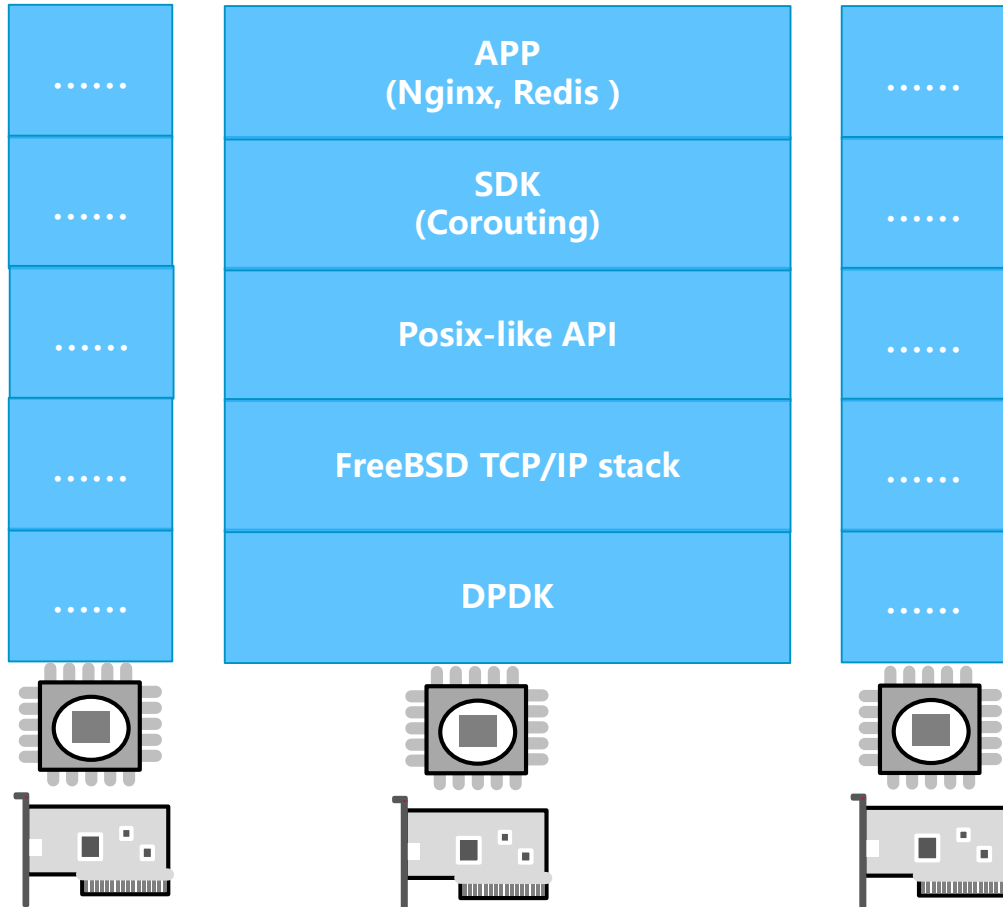 ......
APP
(Nginx, Redis )
......
......
SDK
(Corouting)
......
......
Posix-like API
......
......
FreeBSD TCP/IP stack
......
......
DPDK
......